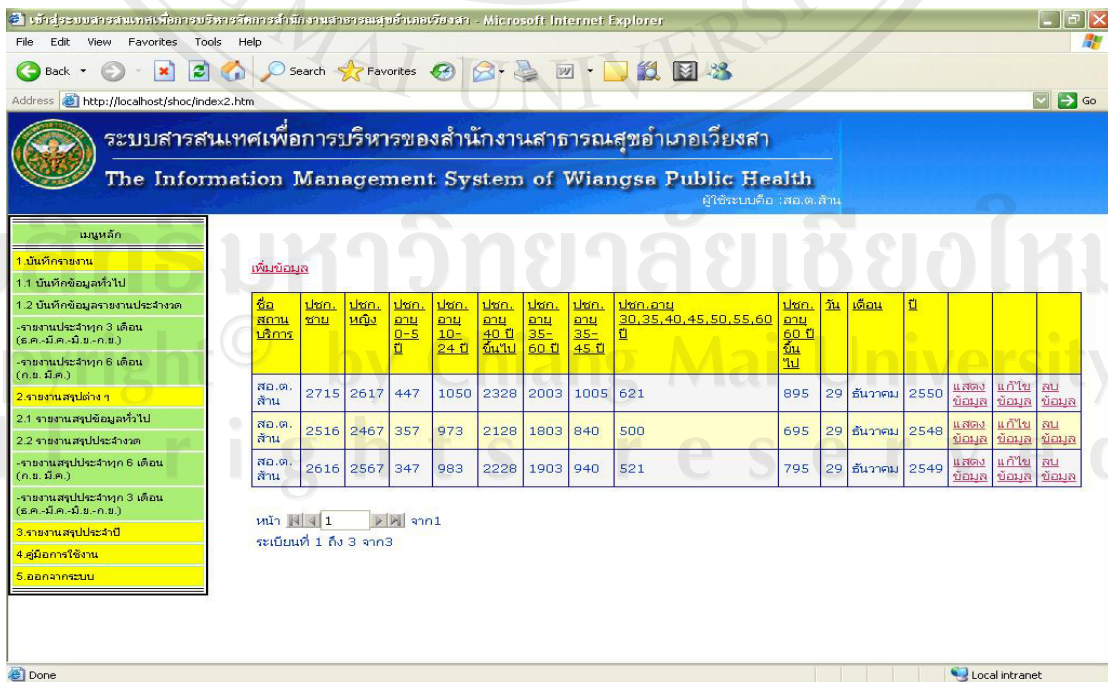 เข้าสู่ระบบสารสนเทศเพื่อการบริหารจัดการสำนักงานสาธารณสุขอำเภอเวียงสา - Microsoft Internet Explorer
File Edit View Favorites Tools Help
Back Search Favorites
Address http://localhost/shoc/index2.htm Go
ระบบสารสนเทศเพื่อการบริหารของสำนักงานสาธารณสุขอำเภอเวียงสา
The Information Management System of Wiangsa Public Health
ผู้ใช้ระบบคือ :สอ.ต.ส้าน
เมนูหลัก
1.บันทึกรายงาน
1.1 บันทึกข้อมูลทั่วไป
1.2 บันทึกข้อมูลรายงานประจำงวด
-รายงานประจำทุก 3 เดือน
(ธ.ค.-มี.ค.-มิ.ย.-ก.ย.)
-รายงานประจำทุก 6 เดือน
(ก.ย. มี.ค.)
2.รายงานสรุปต่าง ๆ
2.1 รายงานสรุปข้อมูลทั่วไป
2.2 รายงานสรุปประจำงวด
-รายงานสรุปประจำทุก 6 เดือน
(ก.ย. มี.ค.)
-รายงานสรุปประจำทุก 3 เดือน
(ธ.ค.-มี.ค.-มิ.ย.-ก.ย.)
3.รายงานสรุปประจำปี
4.คู่มือการใช้งาน
5.ออกจากระบบ
เพิ่มข้อมูล
ชื่อสถานบริการ ปชก.ชาย ปชก.หญิง ปชก.อายุ 0-5 ปี ปชก.อายุ 10-24 ปี ปชก.อายุ 40 ปีขึ้นไป ปชก.อายุ 35-60 ปี ปชก.อายุ 35-45 ปี ปชก.อายุ 30,35,40,45,50,55,60 ปี ปชก.อายุ 60 ปีขึ้นไป วัน เดือน ปี
สอ.ต.ส้าน 2715 2617 447 1050 2328 2003 1005 621 895 29 ธันวาคม 2550 แสดงข้อมูล แก้ไขข้อมูล ลบข้อมูล
สอ.ต.ส้าน 2516 2467 357 973 2128 1803 840 500 695 29 ธันวาคม 2548 แสดงข้อมูล แก้ไขข้อมูล ลบข้อมูล
สอ.ต.ส้าน 2616 2567 347 983 2228 1903 940 521 795 29 ธันวาคม 2549 แสดงข้อมูล แก้ไขข้อมูล ลบข้อมูล
หน้า 1 จาก1
ระเบียนที่ 1 ถึง 3 จาก3
Done Local intranet